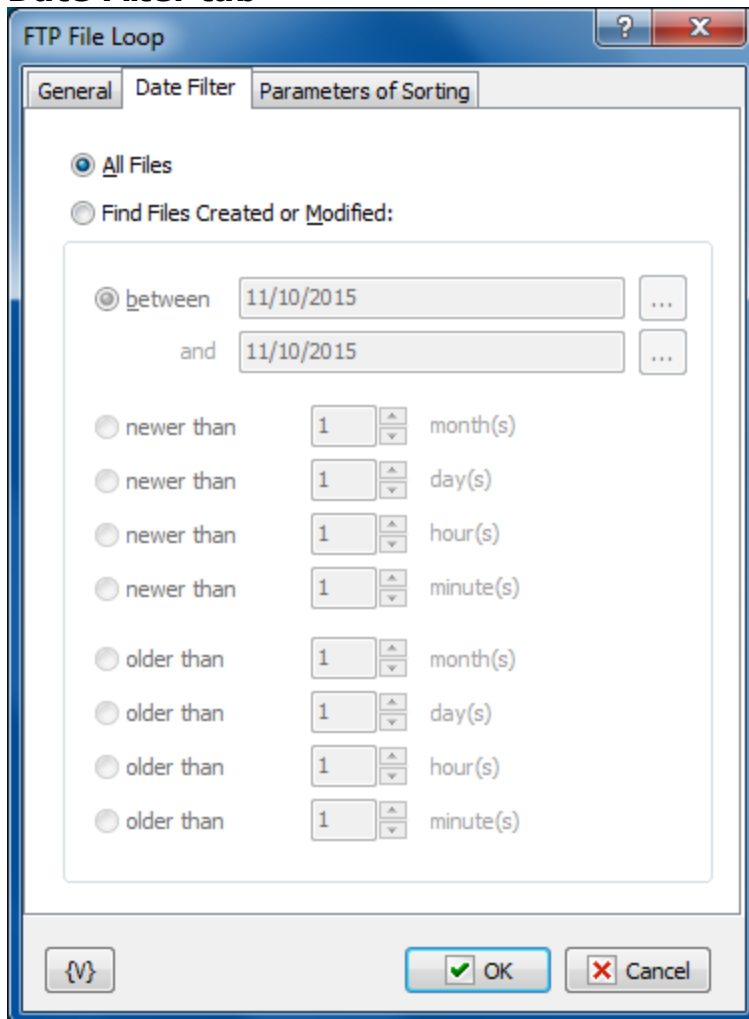 Date Filter tab
FTP File Loop ? X
General Date Filter Parameters of Sorting
All Files
Find Files Created or Modified:
between 11/10/2015 ...
and 11/10/2015 ...
newer than 1 month(s)
newer than 1 day(s)
newer than 1 hour(s)
newer than 1 minute(s)
older than 1 month(s)
older than 1 day(s)
older than 1 hour(s)
older than 1 minute(s)
{V} OK Cancel